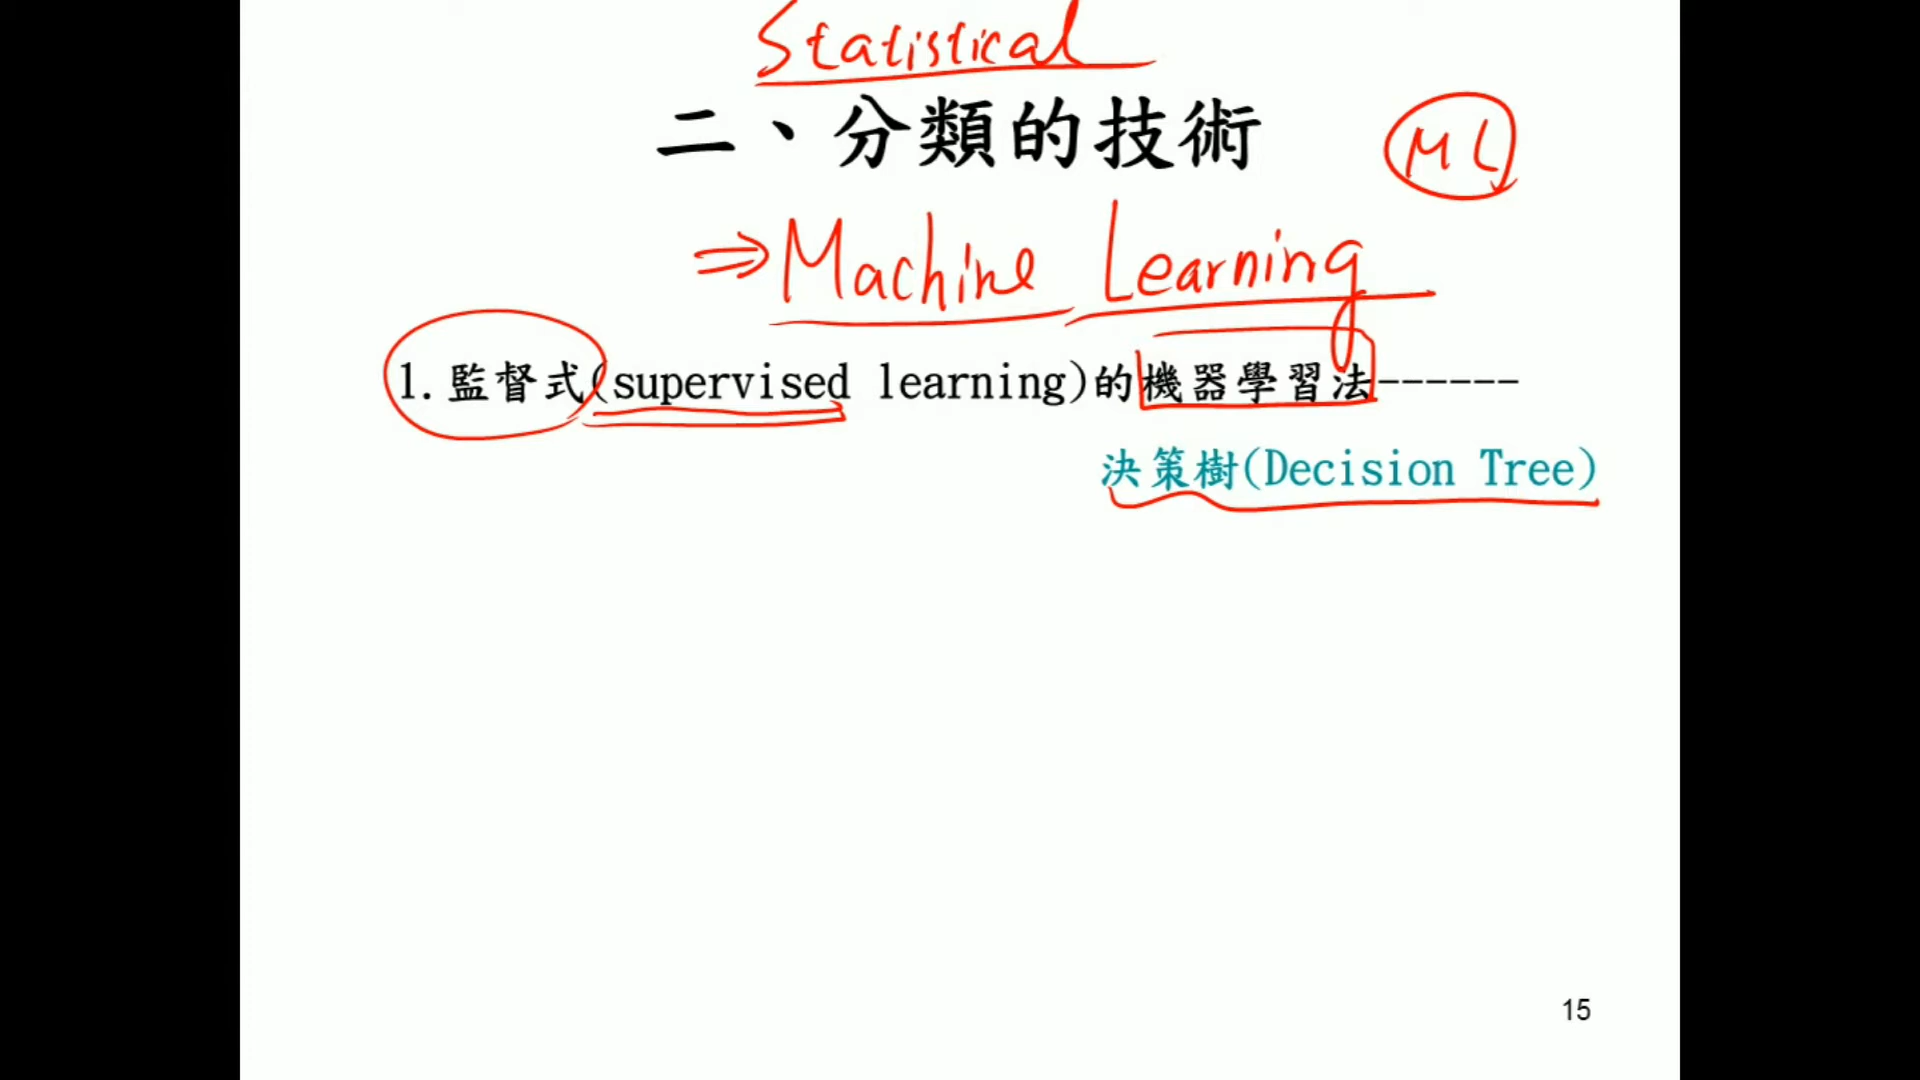 Statistical
二、分類的技術
ML
⇒Machine Learning
1.監督式(supervised learning)的機器學習法------
決策樹(Decision Tree)
15